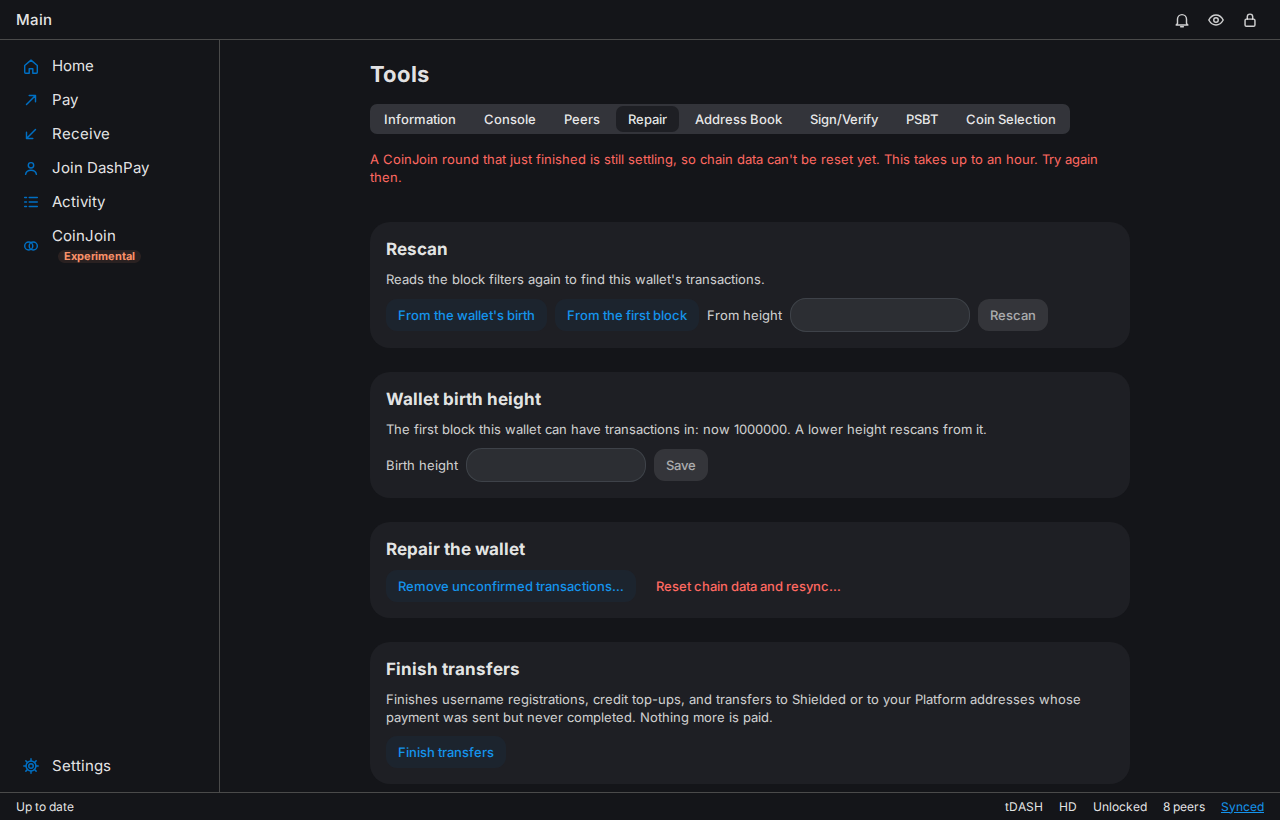 Main
Home
Pay
Receive
Join DashPay
Activity
CoinJoin
Experimental
Settings
Tools
Information Console Peers Repair Address Book Sign/Verify PSBT Coin Selection
A CoinJoin round that just finished is still settling, so chain data can't be reset yet. This takes up to an hour. Try again
then.
Rescan
Reads the block filters again to find this wallet's transactions.
From the wallet's birth From the first block From height Rescan
Wallet birth height
The first block this wallet can have transactions in: now 1000000. A lower height rescans from it.
Birth height Save
Repair the wallet
Remove unconfirmed transactions... Reset chain data and resync...
Finish transfers
Finishes username registrations, credit top-ups, and transfers to Shielded or to your Platform addresses whose
payment was sent but never completed. Nothing more is paid.
Finish transfers
Up to date tDASH HD Unlocked 8 peers Synced